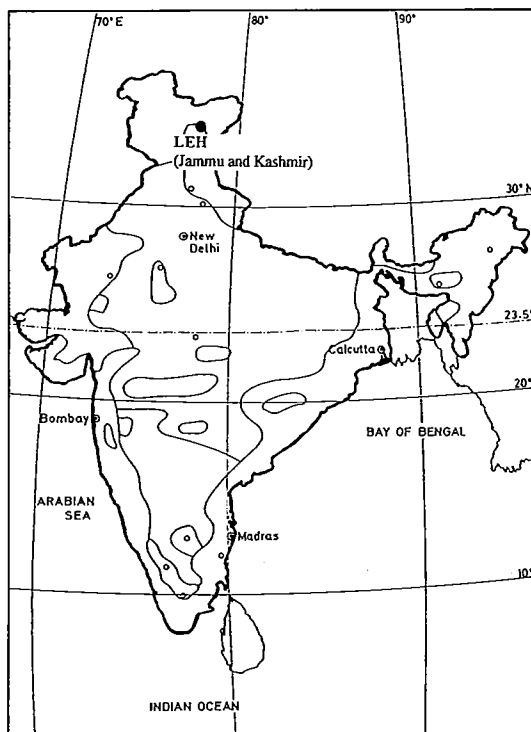 70° E
80°
90°
LEH
(Jammu and Kashmir)
30° N
New
Delhi
23.5°
Calcutta
20°
Bombay
BAY OF BENGAL
ARABIAN
SEA
Madras
10°
INDIAN OCEAN